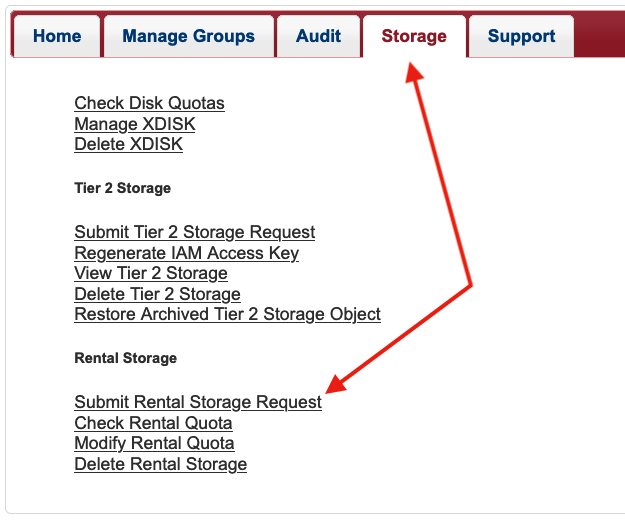 Home Manage Groups Audit Storage Support
Check Disk Quotas
Manage XDISK
Delete XDISK
Tier 2 Storage
Submit Tier 2 Storage Request
Regenerate IAM Access Key
View Tier 2 Storage
Delete Tier 2 Storage
Restore Archived Tier 2 Storage Object
Rental Storage
Submit Rental Storage Request
Check Rental Quota
Modify Rental Quota
Delete Rental Storage